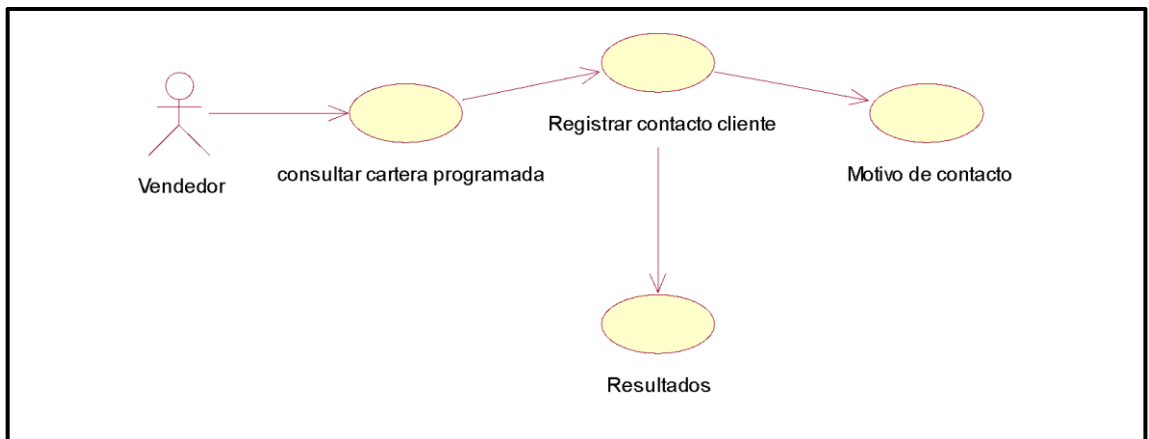 Registrar contacto cliente
Vendedor
consultar cartera programada
Motivo de contacto
Resultados